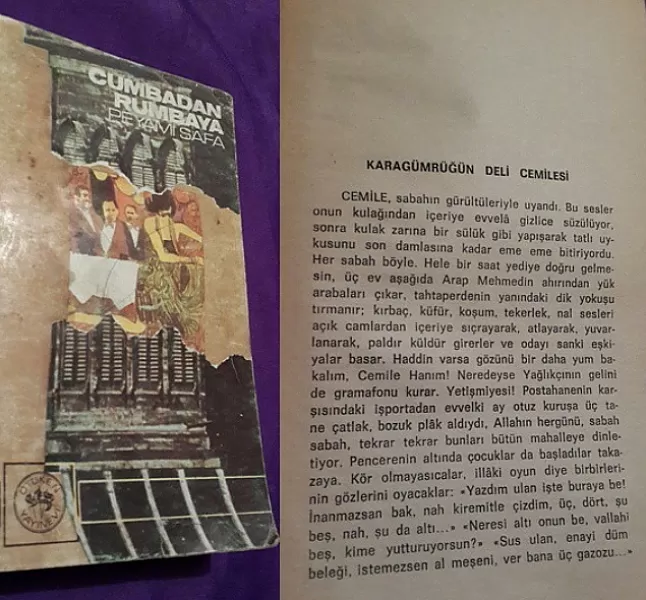 CUMBADAN
RUMBAYA
PEYAMİ SAFA
ÖTÜKEN
YAYINEVİ
KARAGÜMRÜĞÜN DELİ CEMİLESİ
CEMİLE, sabahın gürültüleriyle uyandı. Bu sesler
onun kulağından içeriye evvelâ gizlice süzülüyor,
sonra kulak zarına bir sülük gibi yapışarak tatlı uy-
kusunu son damlasına kadar eme eme bitiriyordu.
Her sabah böyle. Hele bir saat yediye doğru gelme-
sin, üç ev aşağıda Arap Mehmedin ahırından yük
arabaları çıkar, tahtaperdenin yanındaki dik yokuşu
tırmanır; kırbaç, küfür, koşum, tekerlek, nal sesleri
açık camlardan içeriye sıçrayarak, atlayarak, yuvar-
lanarak, paldır küldür girerler ve odayı sanki eşki-
yalar basar. Haddin varsa gözünü bir daha yum ba-
kalım, Cemile Hanım! Neredeyse Yağlıkçının gelini
de gramafonu kurar. Yetişmiyesi! Postahanenin kar-
şısındaki işportadan evvelki ay otuz kuruşa üç ta-
ne çatlak, bozuk plâk aldıydı, Allahın hergünü, sabah
sabah, tekrar tekrar bunları bütün mahalleye dinle-
tiyor. Pencerenin altında çocuklar da başladılar taka-
zaya. Kör olmayasıcalar, illâki oyun diye birbirleri-
nin gözlerini oyacaklar: «Yazdım ulan işte buraya be!
İnanmazsan bak, nah kiremitle çizdim, üç, dört, şu
beş, nah, şu da altı...» «Neresi altı onun be, vallahi
beş, kime yutturuyorsun?» «Sus ulan, enayi düm
beleği, istemezsen al meşeni, ver bana üç gazozu...»